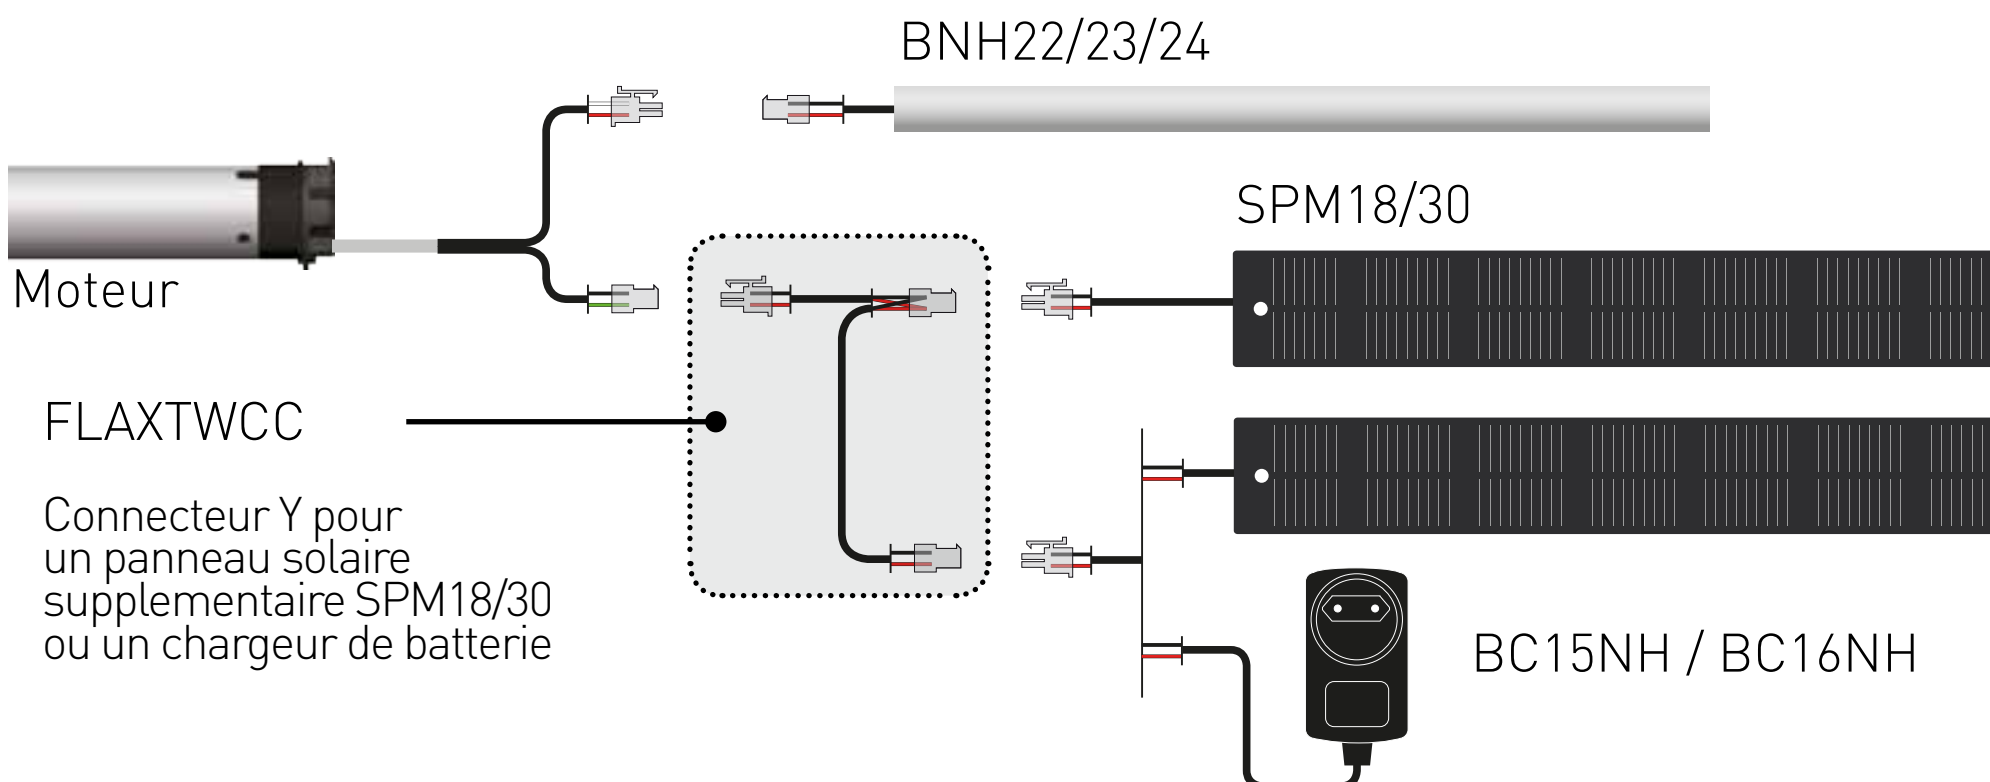 BNH22/23/24
SPM18/30
Moteur
FLAXTWCC
Connecteur Y pour
un panneau solaire
supplementaire SPM18/30
ou un chargeur de batterie
BC15NH / BC16NH